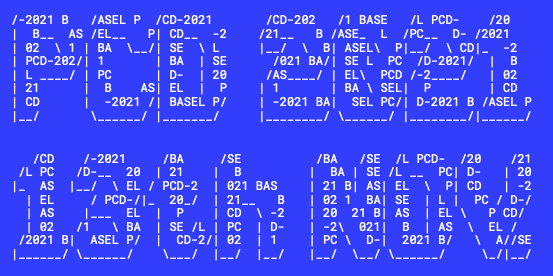 /-2021 B   /ASEL P  /CD-2021        /CD-202   /1 BASE   /L PCD-    /20
|  B__  AS /EL__   P| CD__  -2     /21__   B /ASE_  L  /PC__  D- /2021
| 02  \ 1 | BA  \__/| SE  \ L      |__/  \  B| ASEL\  P|__/  \ CD|_  -2
| PCD-202/| 1       | BA  | SE       /021 BA/| SE L  PC  /D-2021/  |  B
| L ____/ | PC      | D-  | 20      /AS____/ | EL\  PCD /-2____/   | 02
| 21      |  B    AS| EL  |  P     | 1       | BA \ SEL|  P        | CD
| CD      |  -2021 /| BASEL P/     | -2021 BA|  SEL PC/| D-2021 B /ASEL P
|__/       \______/ |_______/      |________/ \______/ |________/|______/
   /CD    /-2021     /BA     /SE          /BA   /SE  /L PCD-  /20    /21
 /L PC   /D-__  20  | 21    |  B         |  BA | SE /L __  PC| D-   | 20
|_  AS  |__/  \ EL / PCD-2  | 021 BAS    | 21 B| AS| EL  \  P| CD   | -2
  | EL     / PCD-/|_  20_/  | 21__   B   | 02 1  BA| SE  | L |  PC / D-/
  | AS    |___  EL  |  P    | CD  \ -2   | 20  21 B| AS  | EL \   P CD/
  | 02   /1   \ BA  | SE /L | PC  | D-   | -2\  021|  B  | AS  \  EL /
 /2021 B|  ASEL P/  |  CD-2/| 02  | 1    | PC \  D-|  2021 B/   \  A//SE
|______/ \______/    \___/  |__/  |__/   |__/  \__/ \______/     \_/|__/